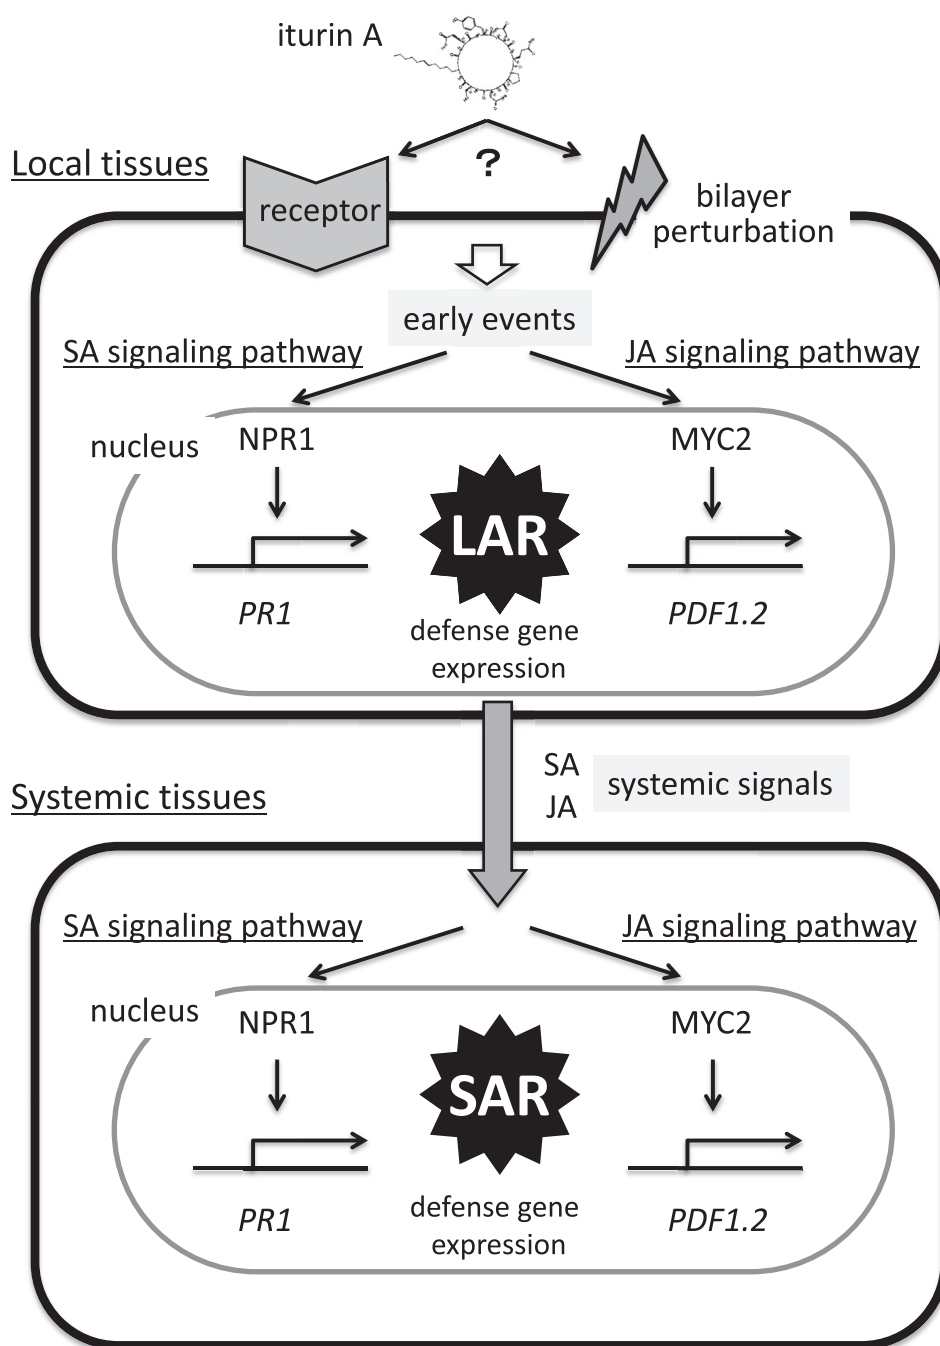 iturin A
Local tissues
?
receptor
bilayer
perturbation
early events
SA signaling pathway
JA signaling pathway
nucleus
NPR1
MYC2
LAR
PR1
PDF1.2
defense gene
expression
SA
JA
systemic signals
Systemic tissues
SA signaling pathway
JA signaling pathway
nucleus
NPR1
MYC2
SAR
PR1
PDF1.2
defense gene
expression